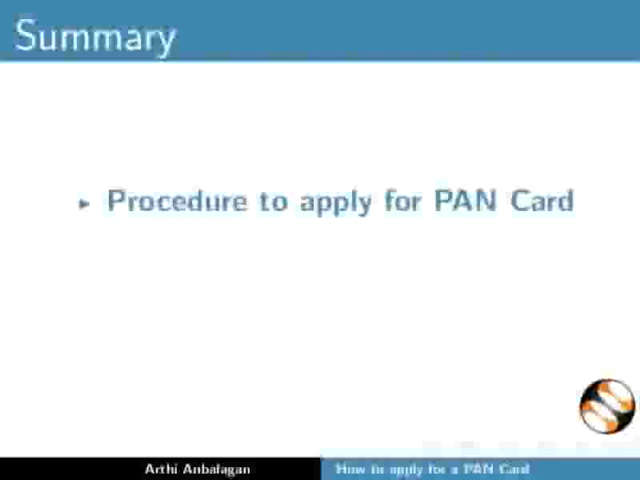 Summary
Procedure to apply for PAN Card
Arthi Anbalagan
How to apply for a PAN Card